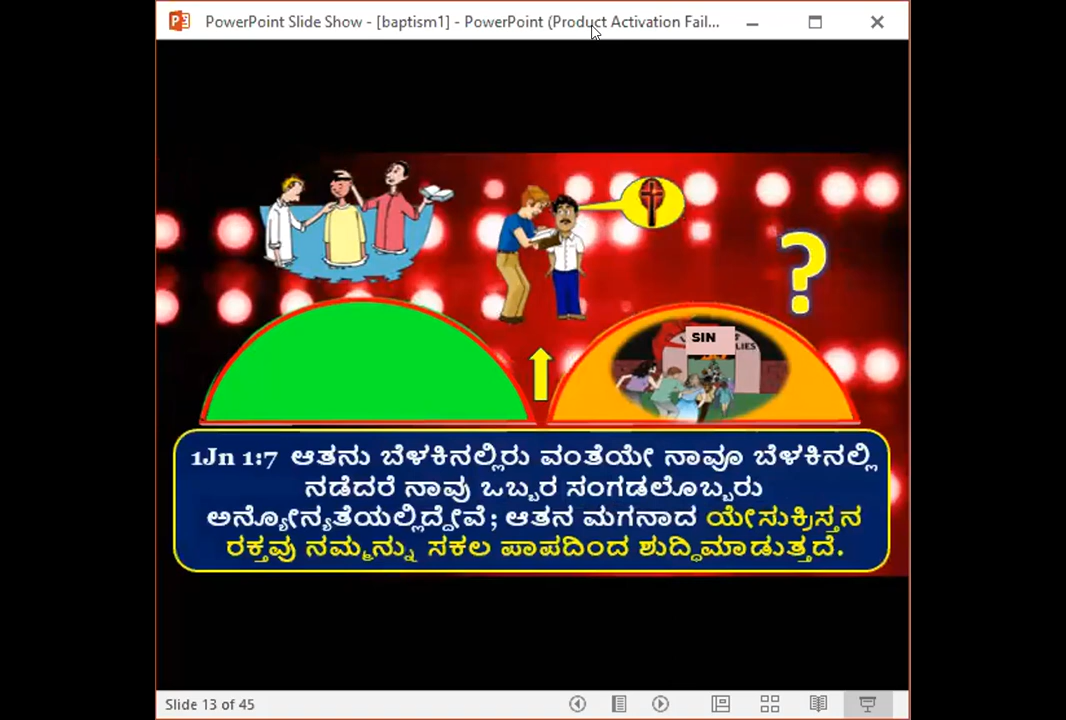 PowerPoint Slide Show - [baptism1] - PowerPoint (Product Activation Fail...
SIN
LIES
1Jn 1:7 ಆತನು ಬೆಳಕಿನಲ್ಲಿರು ವಂತೆಯೇ ನಾವೂ ಬೆಳಕಿನಲ್ಲಿ
ನಡೆದರೆ ನಾವು ಒಬ್ಬರ ಸಂಗಡಲೊಬ್ಬರು
ಅನ್ಯೋನ್ಯತೆಯಲ್ಲಿದ್ದೇವೆ; ಆತನ ಮಗನಾದ ಯೇಸುಕ್ರಿಸ್ತನ
ರಕ್ತವು ನಮ್ಮನ್ನು ಸಕಲ ಪಾಪದಿಂದ ಶುದ್ಧಿಮಾಡುತ್ತದೆ.
Slide 13 of 45